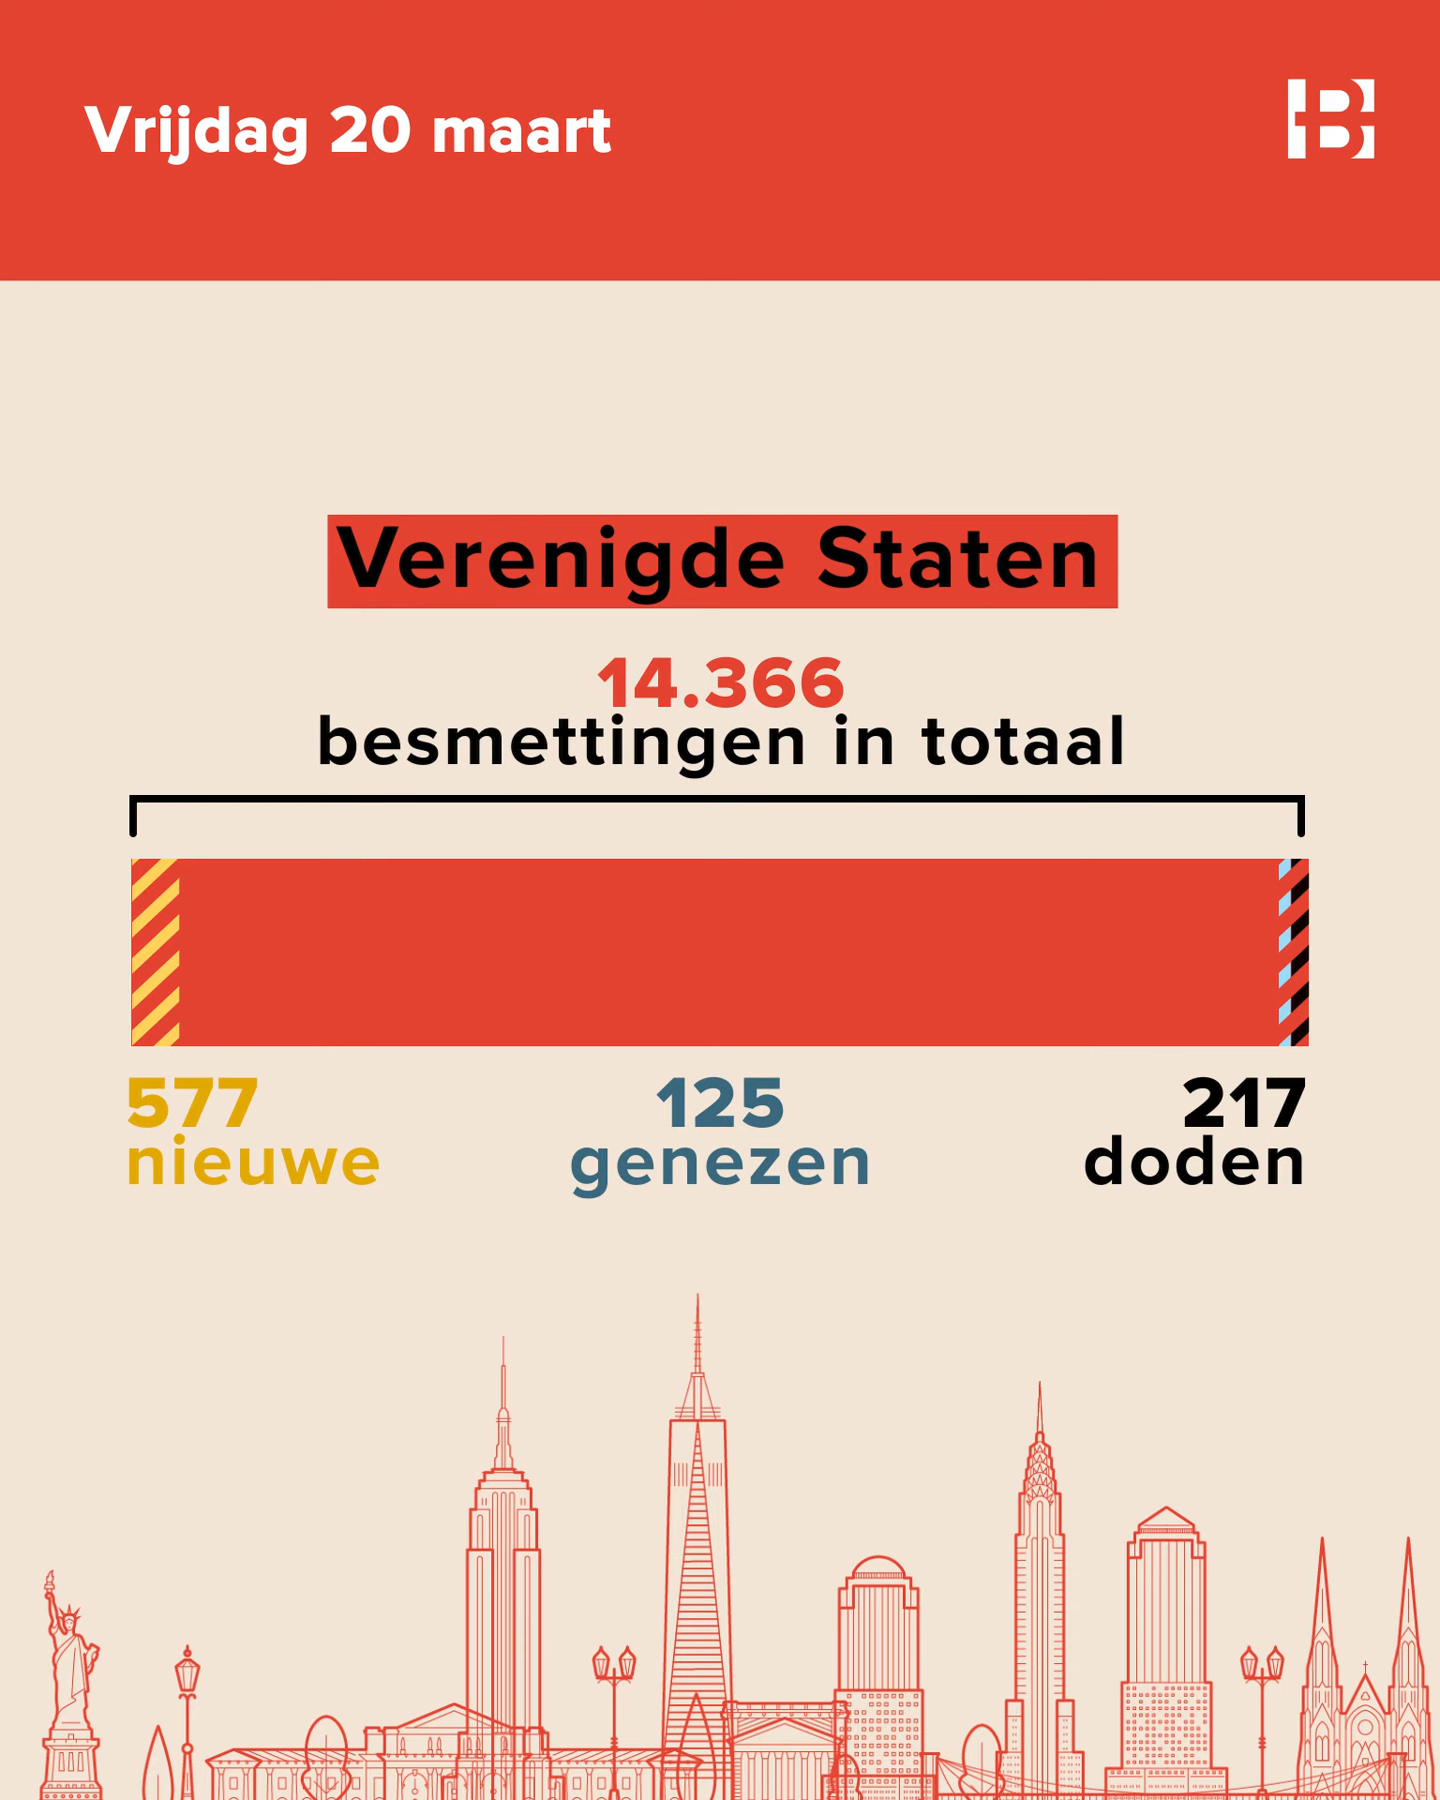 Vrijdag 20 maart
B
Verenigde Staten
14.366
besmettingen in totaal
577
nieuwe
125
genezen
217
doden